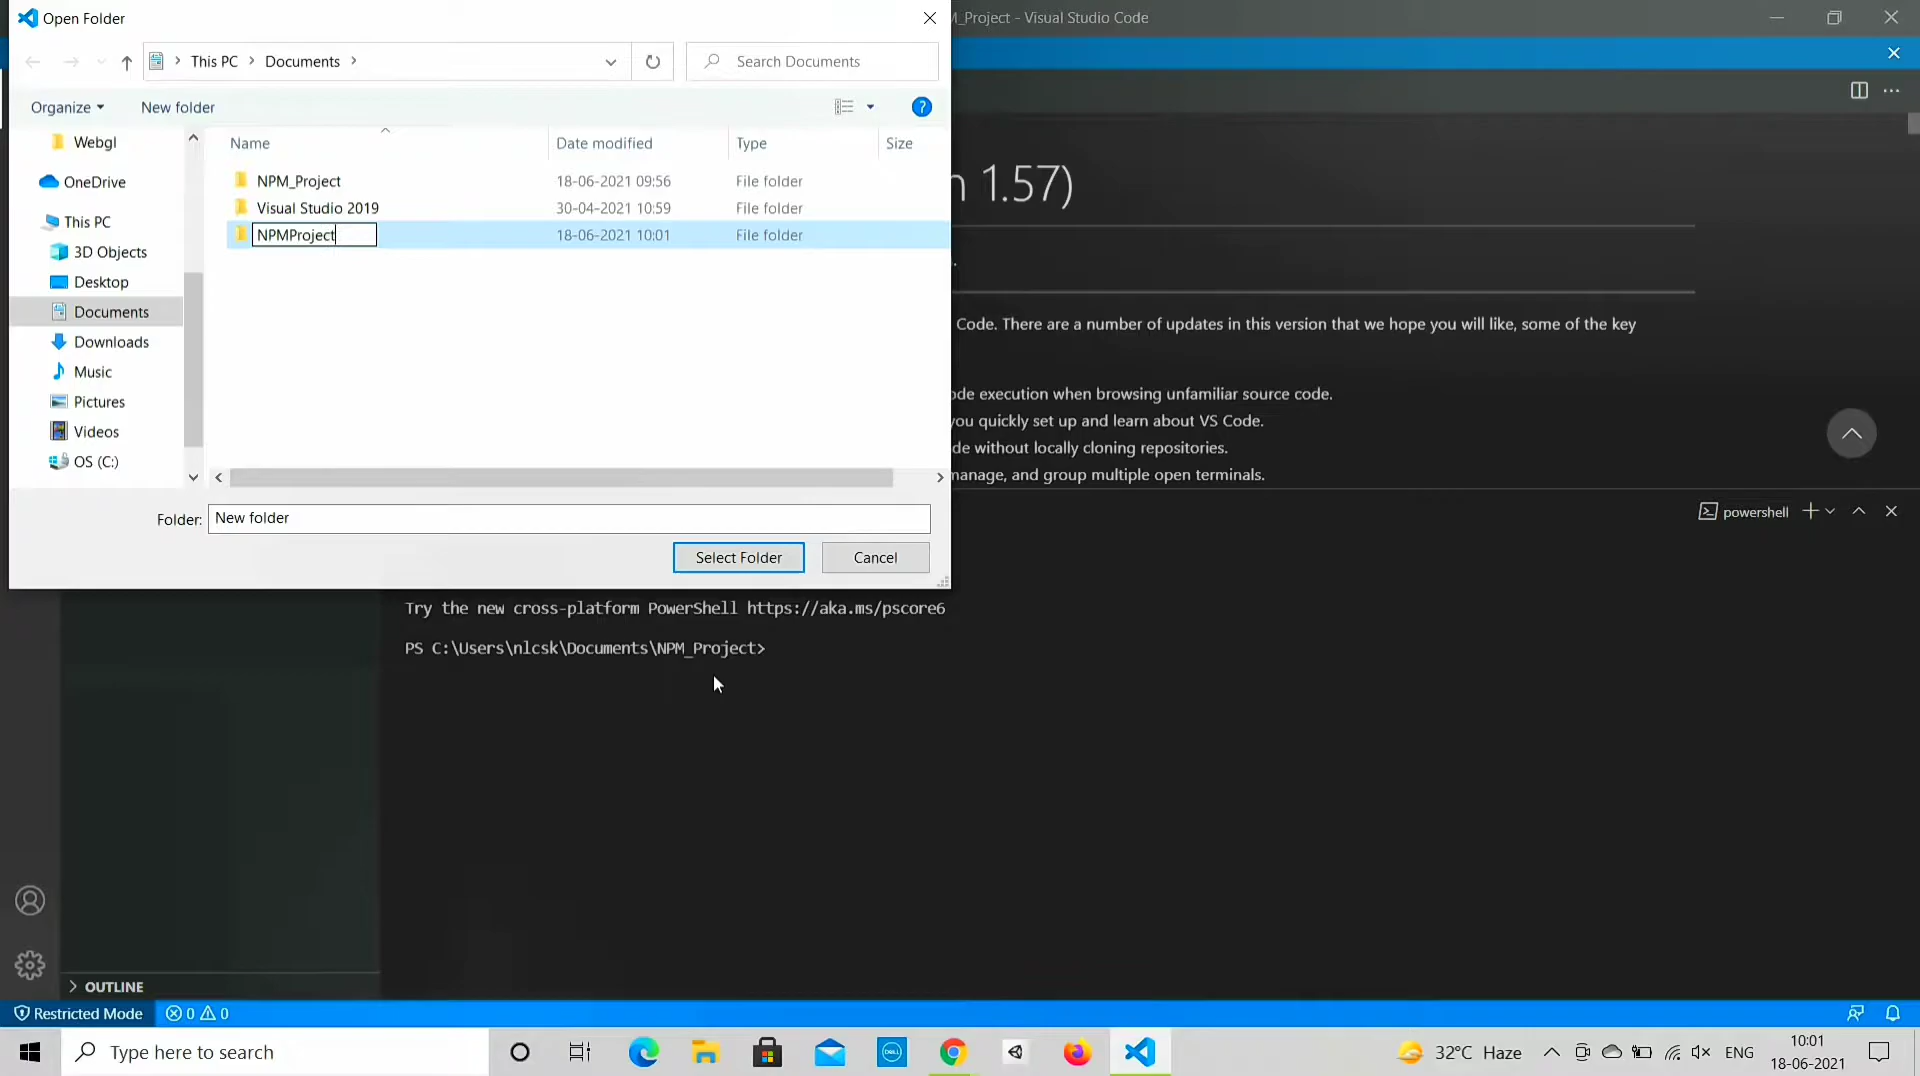 Open Folder
_Project - Visual Studio Code
This PC
Documents
Search Documents
Organize
New folder
Webgl
OneDrive
This PC
3D Objects
Desktop
Documents
Downloads
Music
Pictures
Videos
OS (C:)
Name
Date modified
Type
Size
NPM_Project
18-06-2021 09:56
File folder
Visual Studio 2019
30-04-2021 10:59
File folder
NPMProject
18-06-2021 10:01
File folder
Folder:
New folder
Select Folder
Cancel
1.57)
Code. There are a number of updates in this version that we hope you will like, some of the key
execution when browsing unfamiliar source code.
you quickly set up and learn about VS Code.
without locally cloning repositories.
manage, and group multiple open terminals.
powershell
Try the new cross-platform PowerShell https://aka.ms/pscore6
PS C:\Users\nlcsk\Documents\NPM_Project>
OUTLINE
Restricted Mode
0
0
Type here to search
DELL
32°C Haze
ENG
10:01
18-06-2021